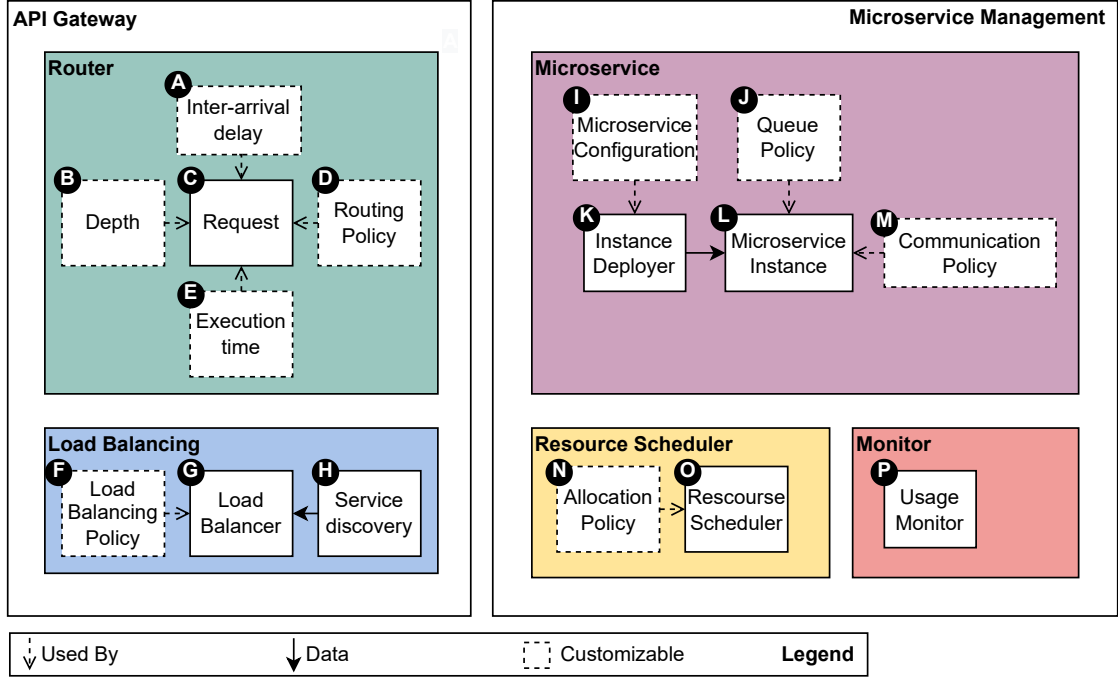 API Gateway
Router
A
Inter-arrival
delay
B
Depth
C
Request
D
Routing
Policy
E
Execution
time
Load Balancing
F
Load
Balancing
Policy
G
Load
Balancer
H
Service
discovery
Microservice Management
Microservice
I
Microservice
Configuration
J
Queue
Policy
K
Instance
Deployer
L
Microservice
Instance
M
Communication
Policy
Resource Scheduler
N
Allocation
Policy
O
Rescourse
Scheduler
Monitor
P
Usage
Monitor
Used By
Data
Customizable
Legend